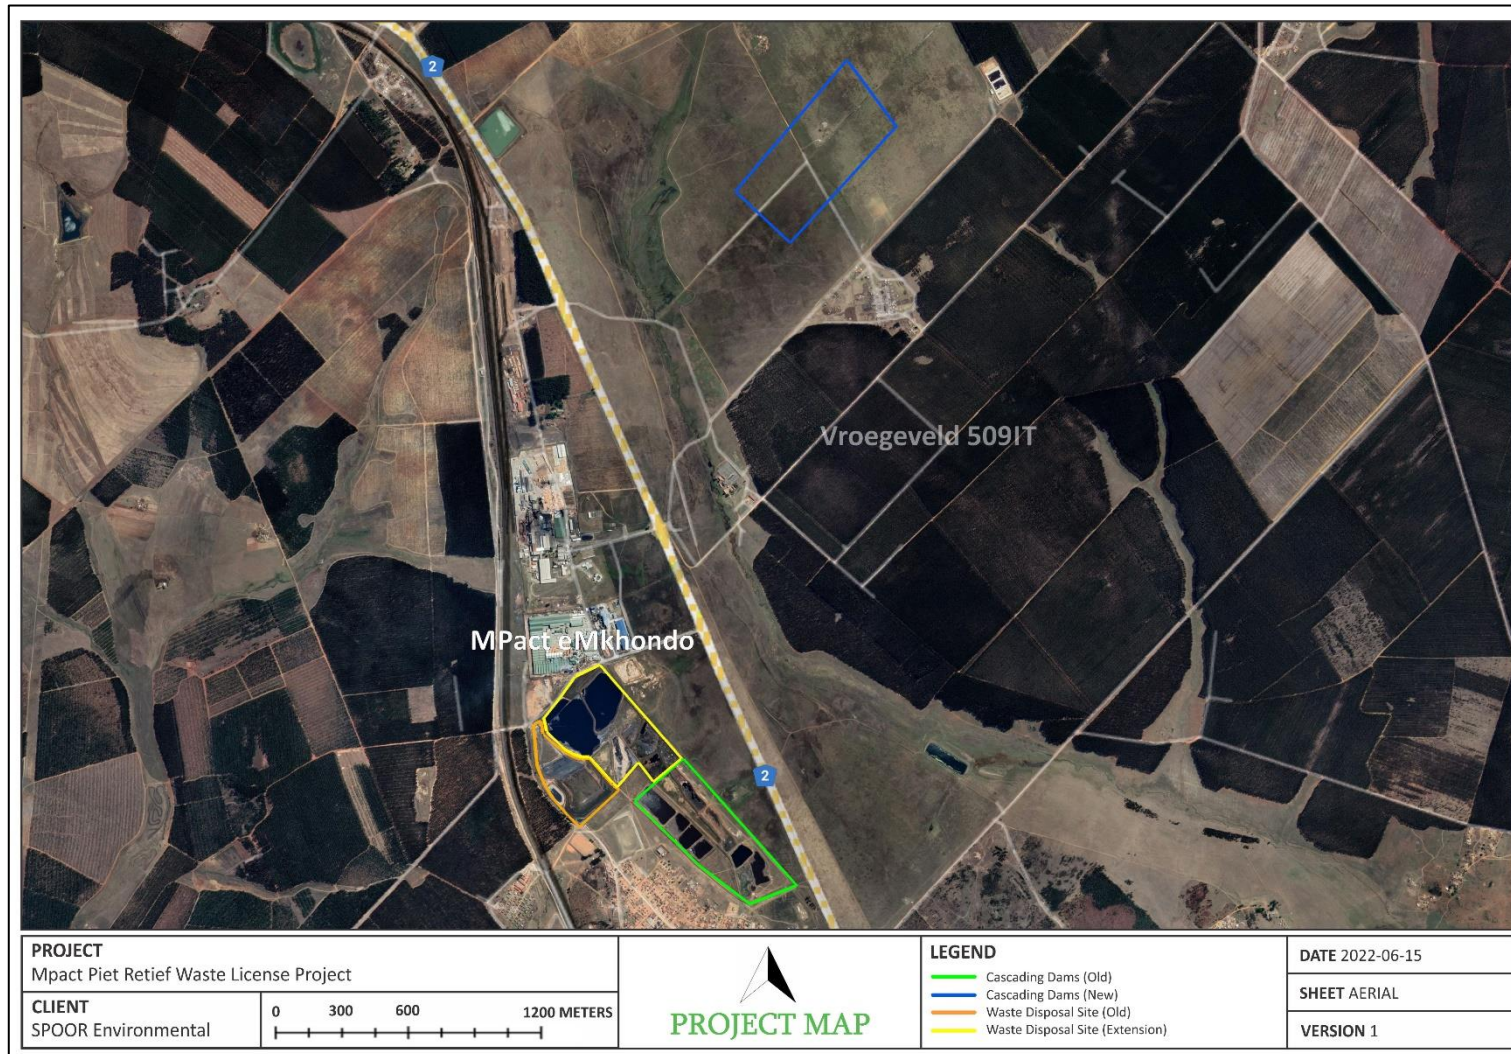 2
Vroegeveld 509IT
MPact eMkhondo
2
PROJECT
Mpact Piet Retief Waste License Project
CLIENT
SPOOR Environmental
0 300 600 1200 METERS
PROJECT MAP
LEGEND
Cascading Dams (Old)
Cascading Dams (New)
Waste Disposal Site (Old)
Waste Disposal Site (Extension)
DATE 2022-06-15
SHEET AERIAL
VERSION 1